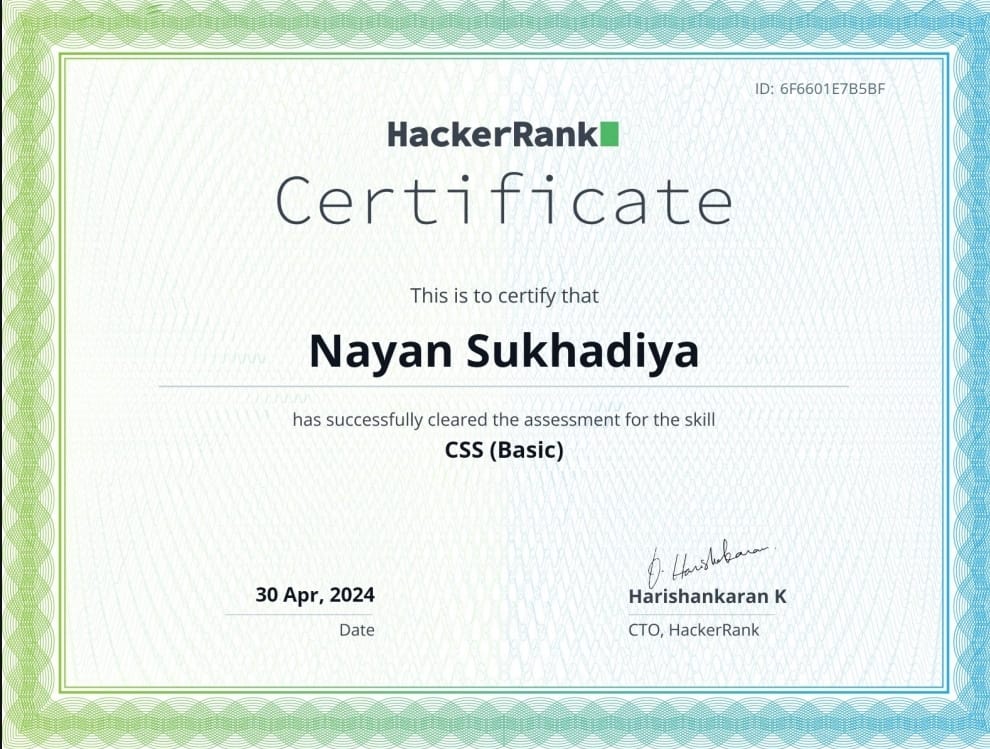 ID: 6F6601E7B5BF
HackerRank
Certificate
This is to certify that
Nayan Sukhadiya
has successfully cleared the assessment for the skill
CSS (Basic)
30 Apr, 2024
Date
Harishankaran K
CTO, HackerRank